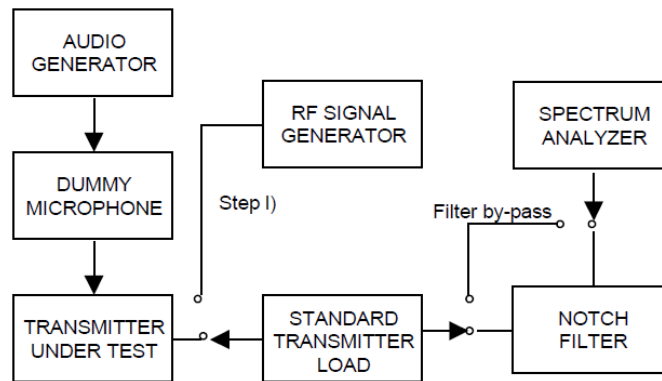 AUDIO
GENERATOR
RF SIGNAL
GENERATOR
SPECTRUM
ANALYZER
DUMMY
MICROPHONE
Step I)
Filter by-pass
TRANSMITTER
UNDER TEST
STANDARD
TRANSMITTER
LOAD
NOTCH
FILTER